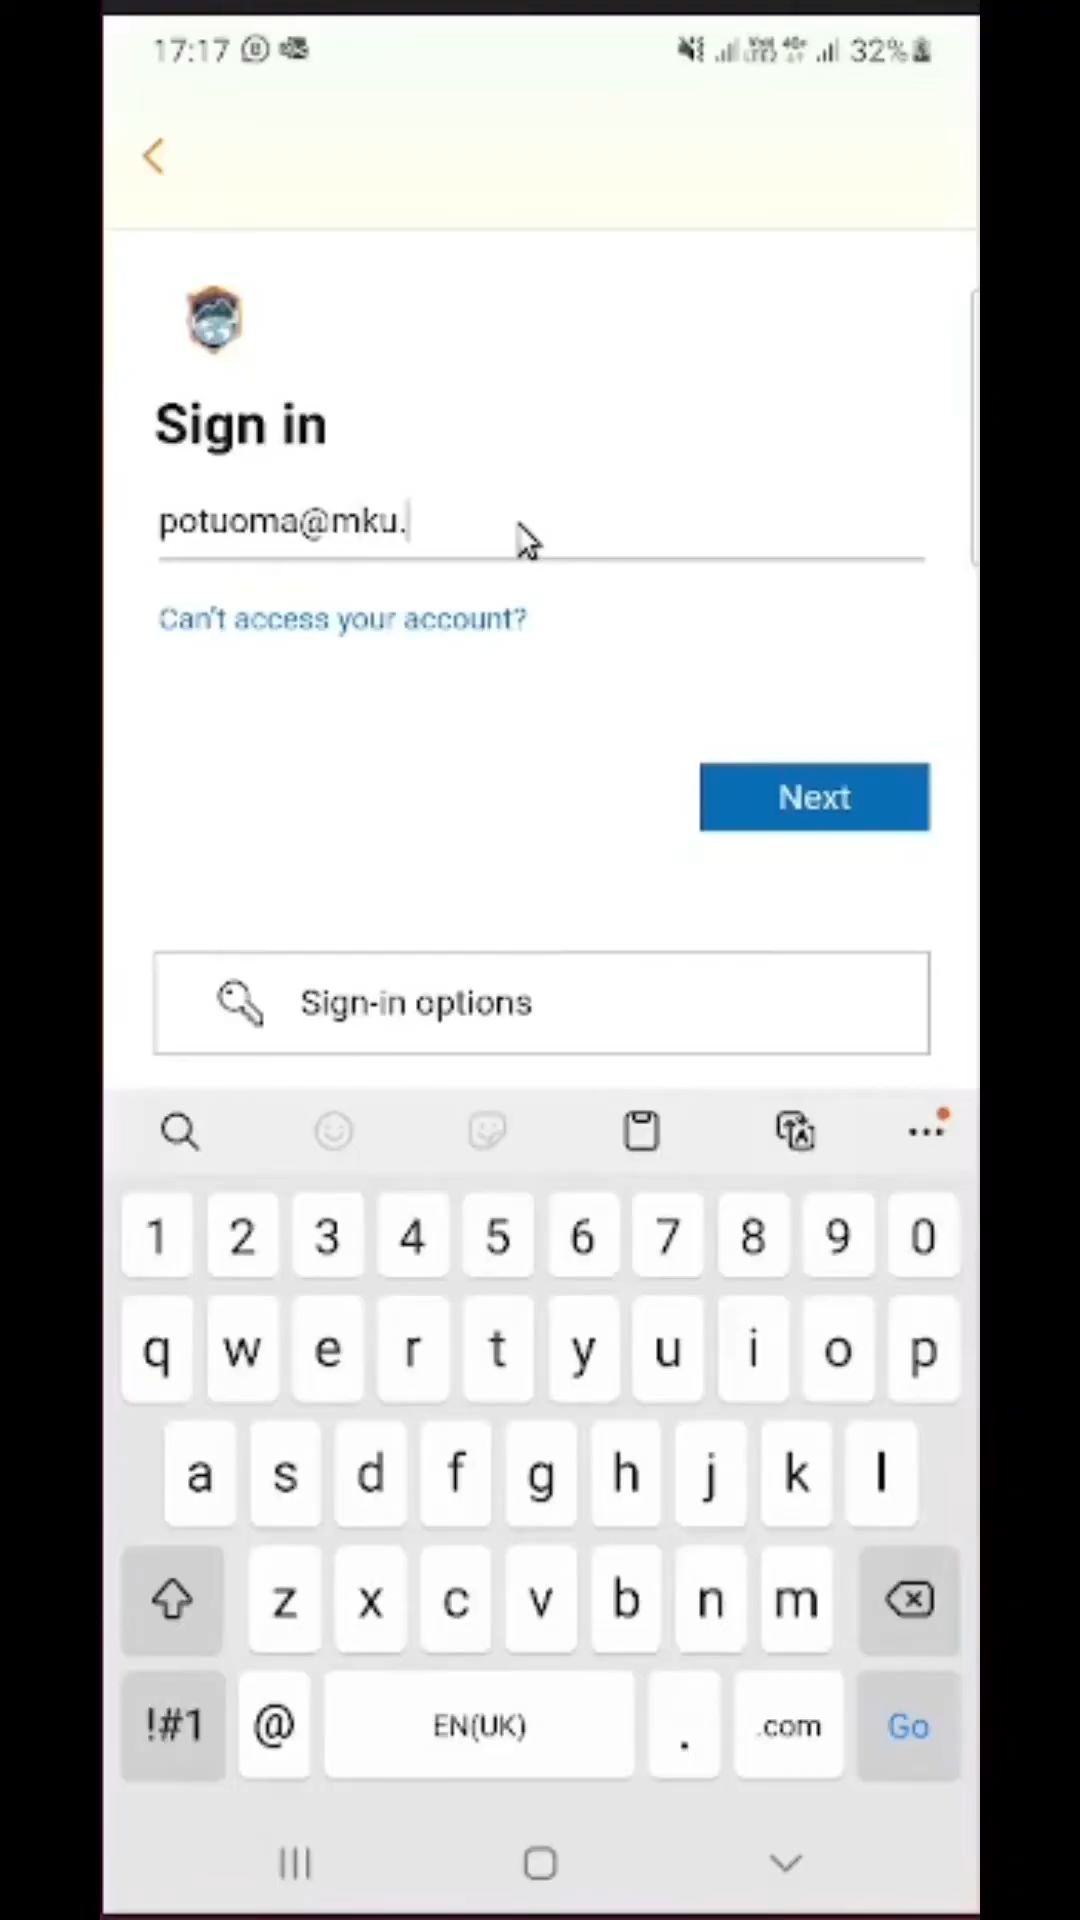 17:17
32%
Sign in
potuoma@mku.
Can't access your account?
Next
Sign-in options
1 2 3 4 5 6 7 8 9 0
q w e r t y u i o p
a s d f g h j k l
z x c v b n m
!#1 @ EN(UK) . .com Go